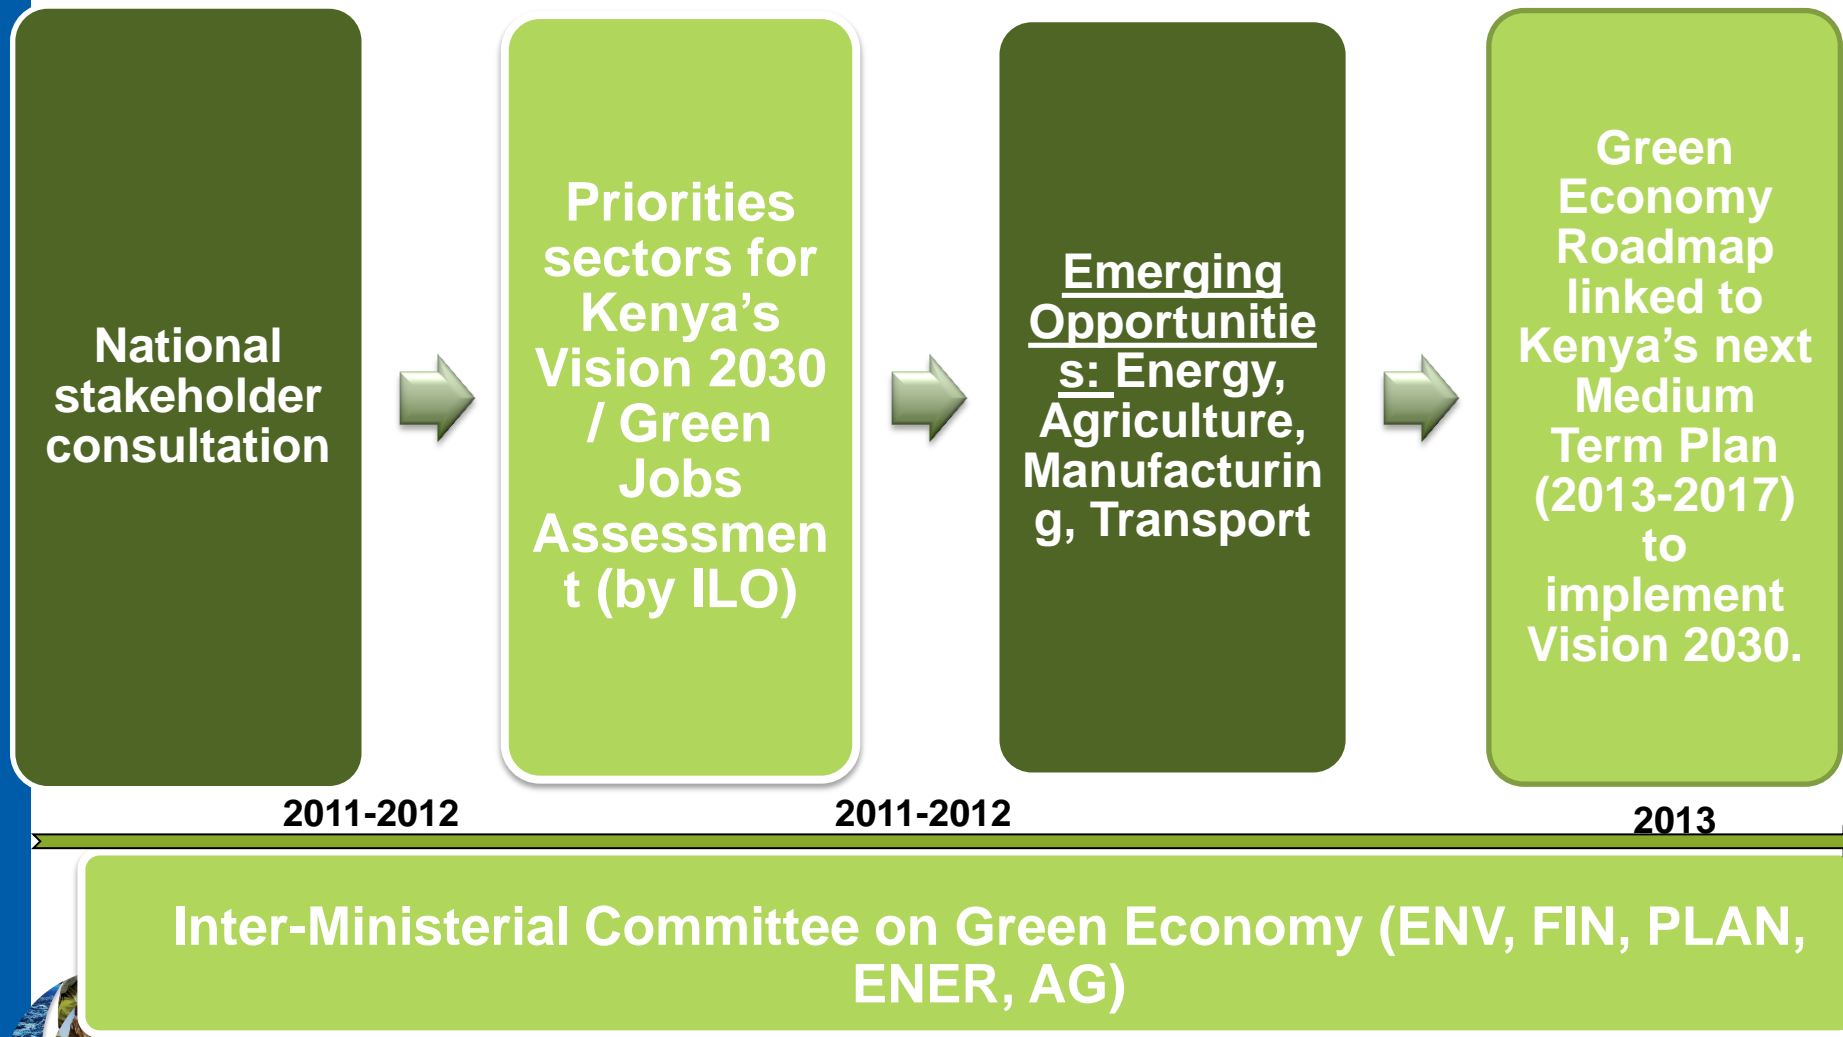 National
stakeholder
consultation
Priorities
sectors for
Kenya’s
Vision 2030
/ Green
Jobs
Assessmen
t (by ILO)
Emerging
Opportunitie
s: Energy,
Agriculture,
Manufacturin
g, Transport
Green
Economy
Roadmap
linked to
Kenya’s next
Medium
Term Plan
(2013-2017)
to
implement
Vision 2030.
2011-2012
2011-2012
2013
Inter-Ministerial Committee on Green Economy (ENV, FIN, PLAN,
ENER, AG)